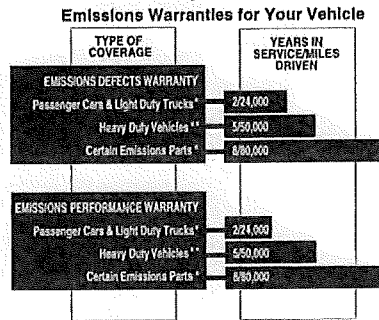 Emissions Warranties for Your Vehicle
TYPE OF
COVERAGE
YEARS IN
SERVICE/MILES
DRIVEN
EMISSIONS DEFECTS WARRANTY
Passenger Cars & Light Duty Trucks* 2/24,000
Heavy Duty Vehicles** 5/50,000
Certain Emissions Parts* 8/80,000
EMISSIONS PERFORMANCE WARRANTY
Passenger Cars & Light Duty Trucks* 2/24,000
Heavy Duty Vehicles** 5/50,000
Certain Emissions Parts* 8/80,000